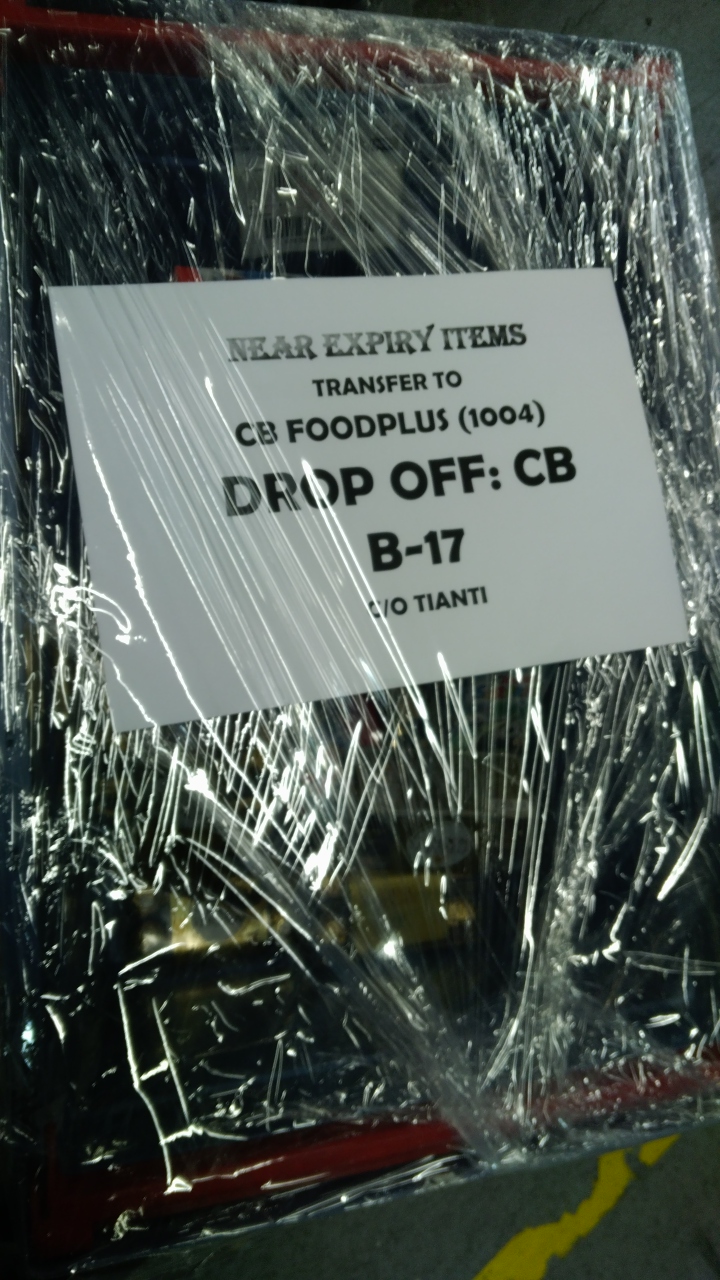 NEAR EXPIRY ITEMS
TRANSFER TO
CB FOODPLUS (1004)
DROP OFF: CB
B-17
C/O TIANTI